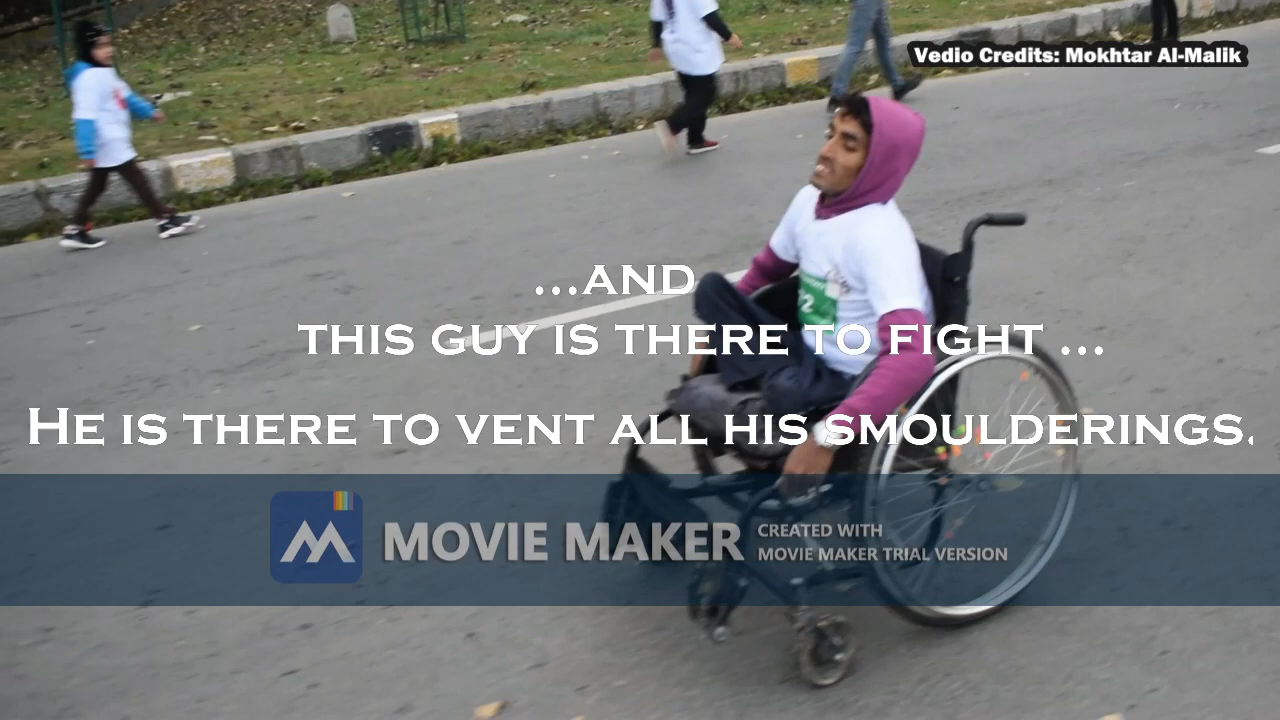 Vedio Credits: Mokhtar Al-Malik
...AND
THIS GUY IS THERE TO FIGHT ...
HE IS THERE TO VENT ALL HIS SMOULDERINGS.
MOVIE MAKER
CREATED WITH
MOVIE MAKER TRIAL VERSION